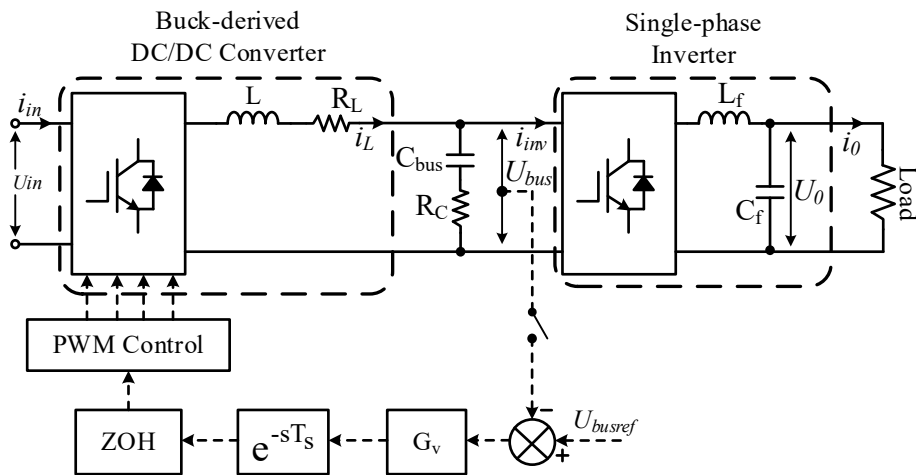 Buck-derived
DC/DC Converter
Single-phase
Inverter
i_in
L
R_L
i_L
i_inv
L_f
i_0
Uin
C_bus
U_bus
R_C
C_f
U_0
Load
PWM Control
ZOH
e^-sT_s
G_v
−
+
U_busref